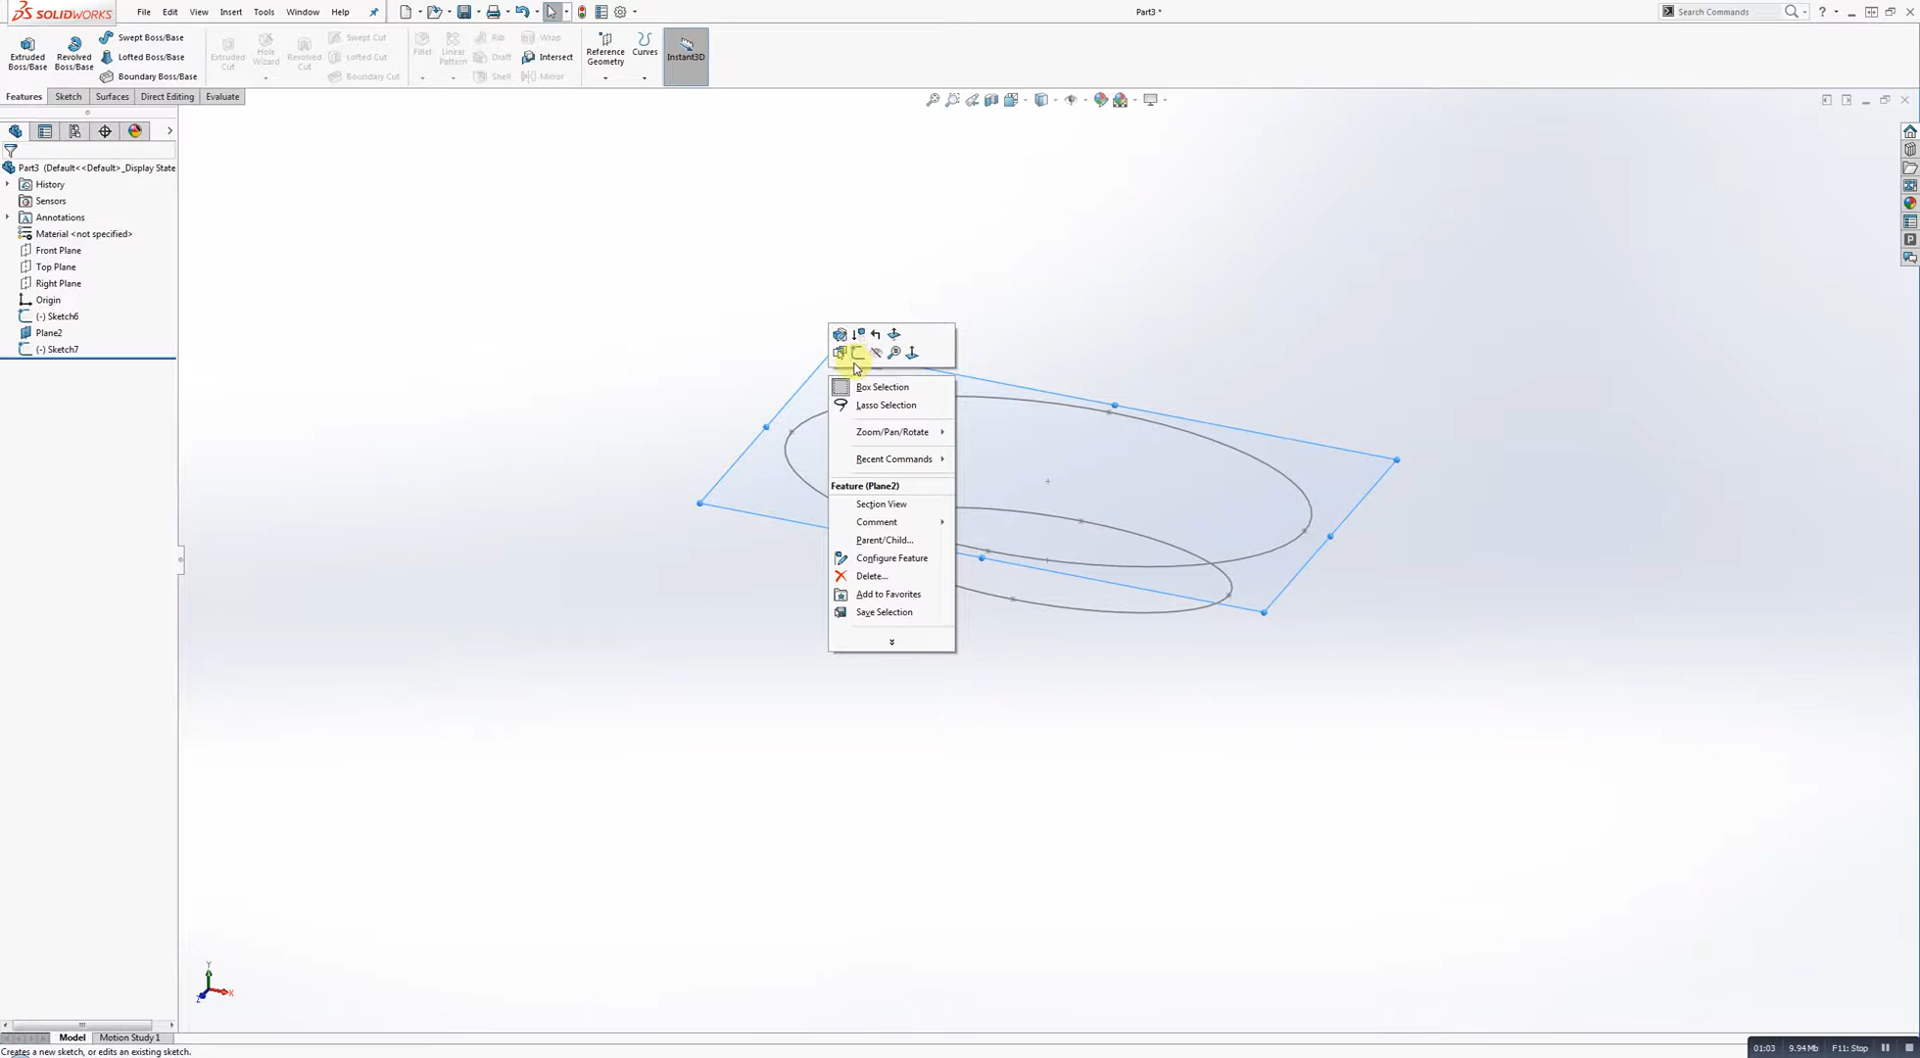 SOLIDWORKS
File Edit View Insert Tools Window Help
Part3 *
Search Commands
Extruded Boss/Base
Revolved Boss/Base
Swept Boss/Base
Lofted Boss/Base
Boundary Boss/Base
Extruded Cut
Hole Wizard
Revolved Cut
Swept Cut
Lofted Cut
Boundary Cut
Fillet
Linear Pattern
Rib
Draft
Shell
Wrap
Intersect
Mirror
Reference Geometry
Curves
Instant3D
Features Sketch Surfaces Direct Editing Evaluate
Part3 (Default<<Default>_Display State
History
Sensors
Annotations
Material <not specified>
Front Plane
Top Plane
Right Plane
Origin
(-) Sketch6
Plane2
(-) Sketch7
Box Selection
Lasso Selection
Zoom/Pan/Rotate
Recent Commands
Feature (Plane2)
Section View
Comment
Parent/Child...
Configure Feature
Delete...
Add to Favorites
Save Selection
Y
X
Z
Model Motion Study 1
Creates a new sketch, or edits an existing sketch.
01:03 9.94 Mb F11: Stop